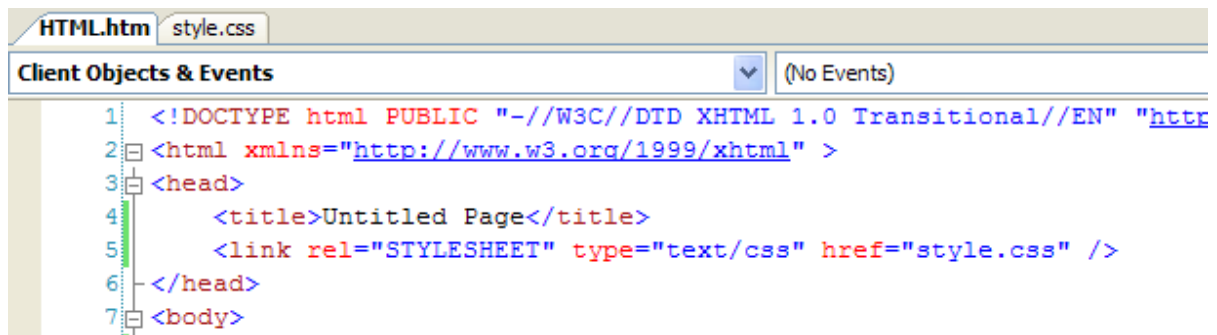 HTML.htm style.css
Client Objects & Events (No Events)
1 <!DOCTYPE html PUBLIC "-//W3C//DTD XHTML 1.0 Transitional//EN" "http
2 <html xmlns="http://www.w3.org/1999/xhtml" >
3 <head>
4 <title>Untitled Page</title>
5 <link rel="STYLESHEET" type="text/css" href="style.css" />
6 </head>
7 <body>